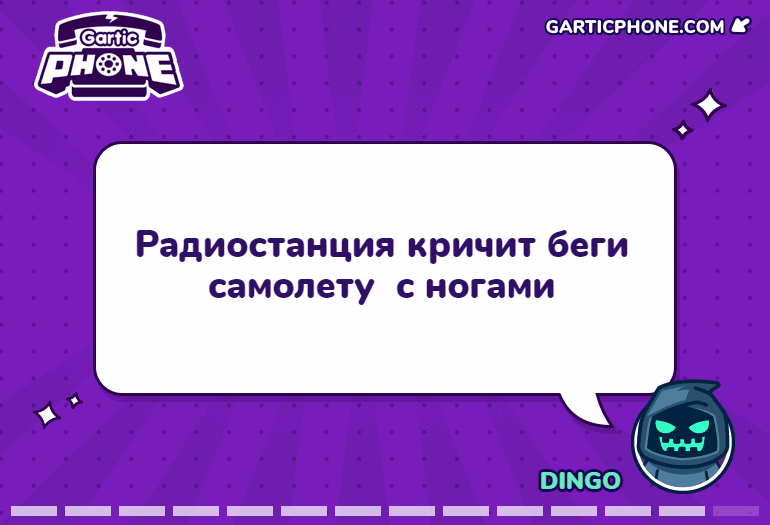 Gartic
PHONE
GARTICPHONE.COM
Радиостанция кричит беги
самолету  с ногами
DINGO